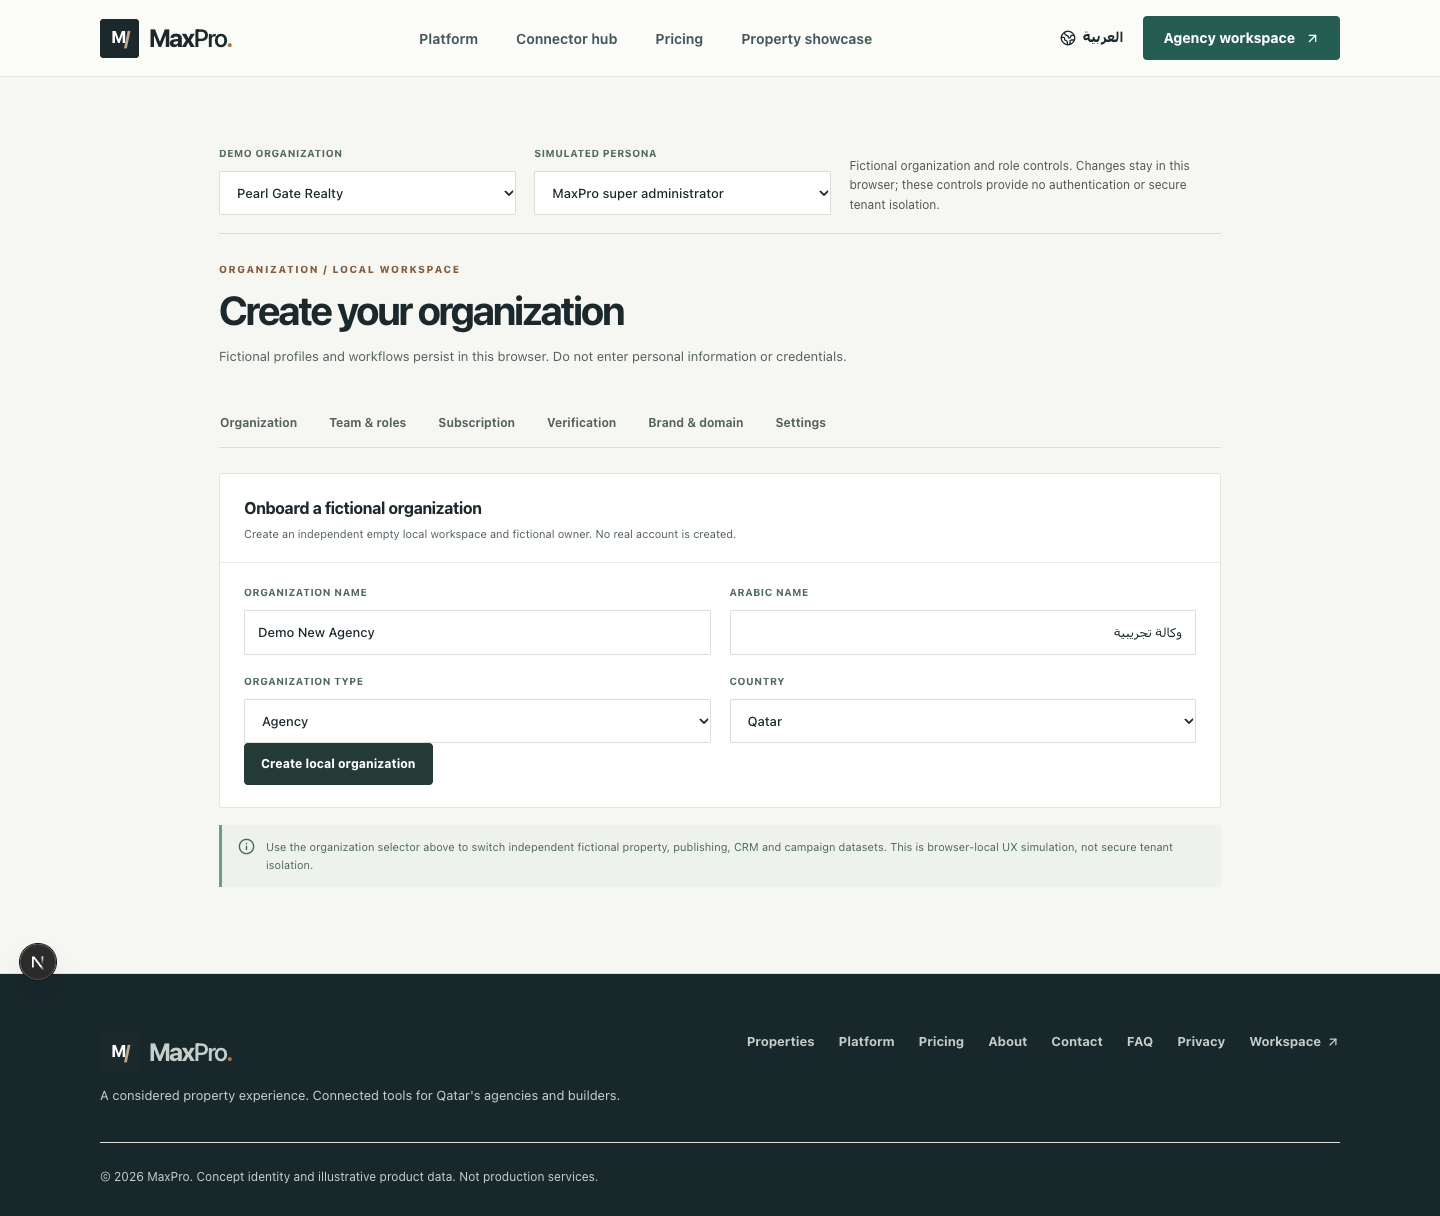 M/ MaxPro.
Platform
Connector hub
Pricing
Property showcase
العربية
Agency workspace
DEMO ORGANIZATION
Pearl Gate Realty
SIMULATED PERSONA
MaxPro super administrator
Fictional organization and role controls. Changes stay in this
browser; these controls provide no authentication or secure
tenant isolation.
ORGANIZATION / LOCAL WORKSPACE
Create your organization
Fictional profiles and workflows persist in this browser. Do not enter personal information or credentials.
Organization
Team & roles
Subscription
Verification
Brand & domain
Settings
Onboard a fictional organization
Create an independent empty local workspace and fictional owner. No real account is created.
ORGANIZATION NAME
Demo New Agency
ARABIC NAME
وكالة تجريبية
ORGANIZATION TYPE
Agency
COUNTRY
Qatar
Create local organization
Use the organization selector above to switch independent fictional property, publishing, CRM and campaign datasets. This is browser-local UX simulation, not secure tenant
isolation.
N
M/ MaxPro.
A considered property experience. Connected tools for Qatar's agencies and builders.
Properties
Platform
Pricing
About
Contact
FAQ
Privacy
Workspace
© 2026 MaxPro. Concept identity and illustrative product data. Not production services.